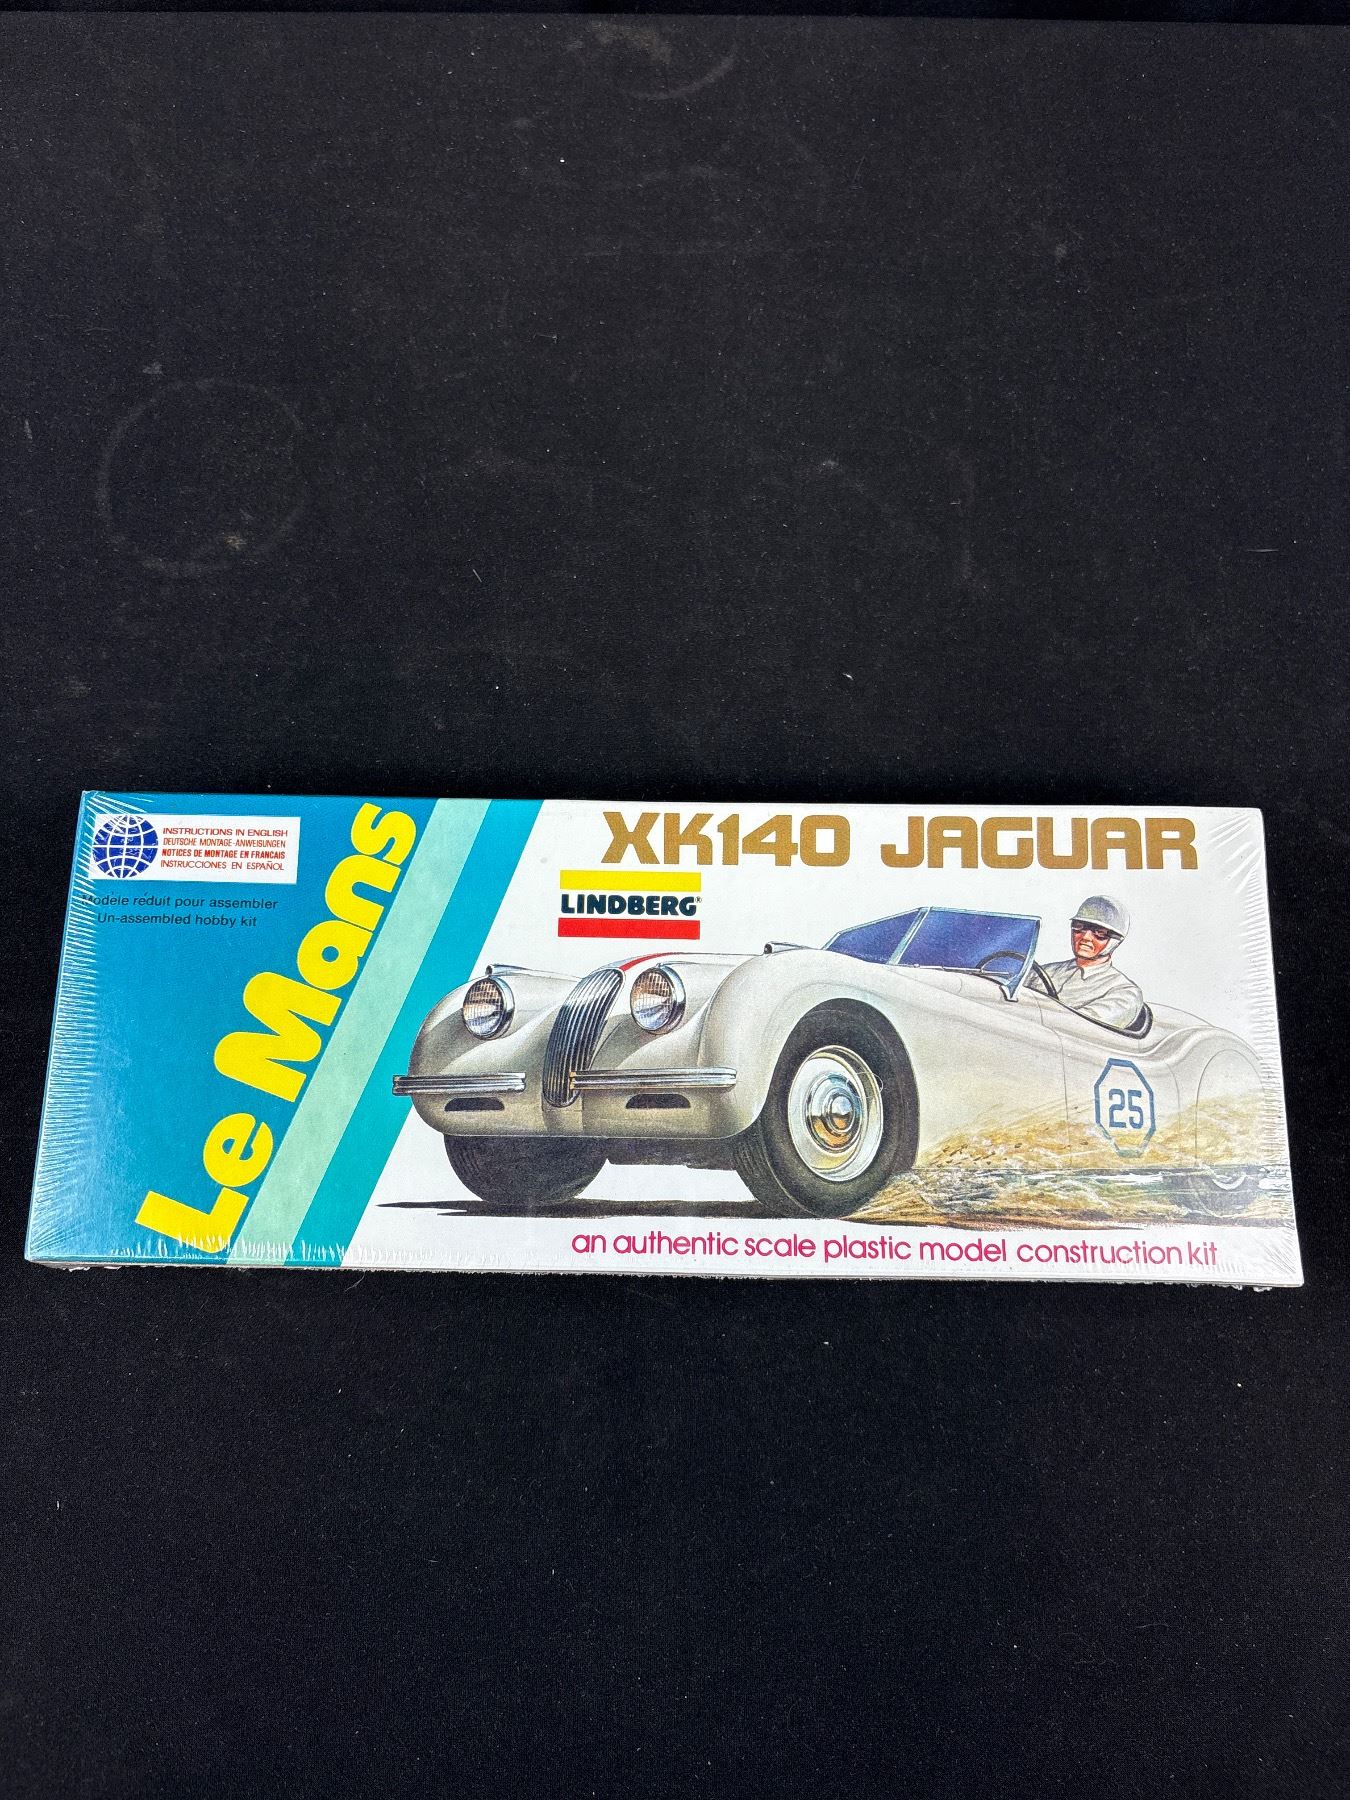 INSTRUCTIONS IN ENGLISH
DEUTSCHE MONTAGE-ANWEISUNGEN
NOTICES DE MONTAGE EN FRANCAIS
INSTRUCCIONES EN ESPAÑOL
Modèle réduit pour assembler
Un-assembled hobby kit
Le Mans
XK140 JAGUAR
LINDBERG®
25
an authentic scale plastic model construction kit